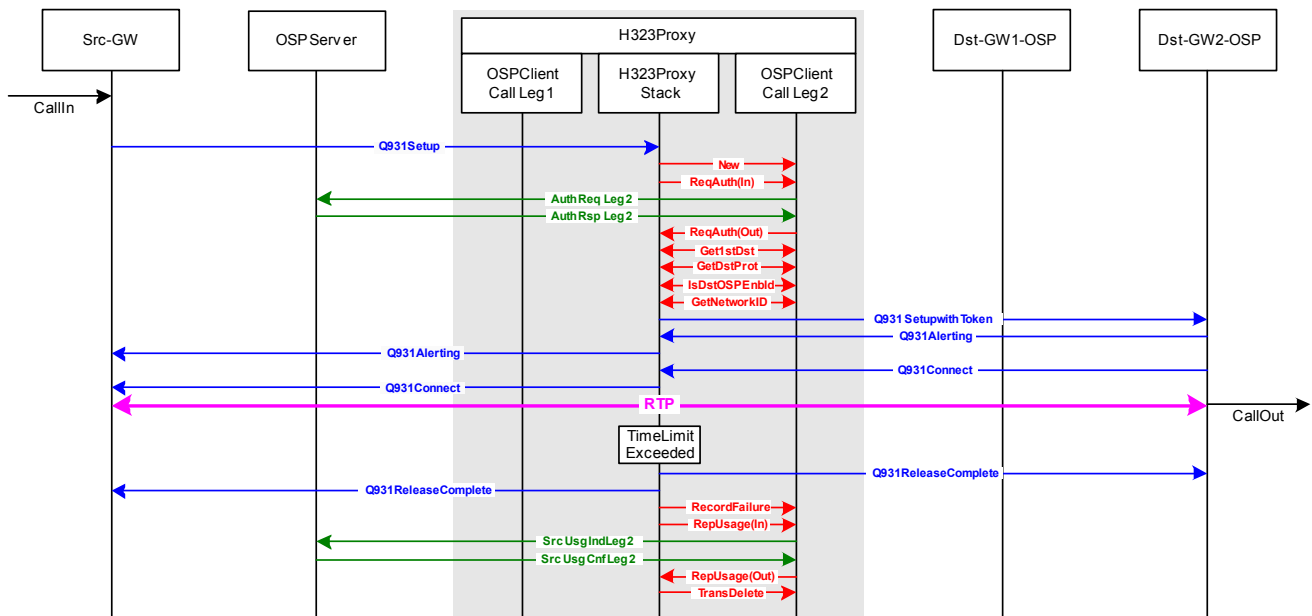 Src-GW
OSPServer
H323Proxy
Dst-GW1-OSP
Dst-GW2-OSP
OSPClient
Call Leg1
H323Proxy
Stack
OSPClient
Call Leg2
CallIn
Q931Setup
New
ReqAuth(In)
AuthReq Leg2
AuthRsp Leg2
ReqAuth(Out)
Get1stDst
GetDstProt
IsDstOSPEnbld
GetNetworkID
Q931SetupwithToken
Q931Alerting
Q931Alerting
Q931Connect
Q931Connect
RTP
CallOut
TimeLimit
Exceeded
Q931ReleaseComplete
Q931ReleaseComplete
RecordFailure
RepUsage(In)
SrcUsgIndLeg2
SrcUsgCnfLeg2
RepUsage(Out)
TransDelete